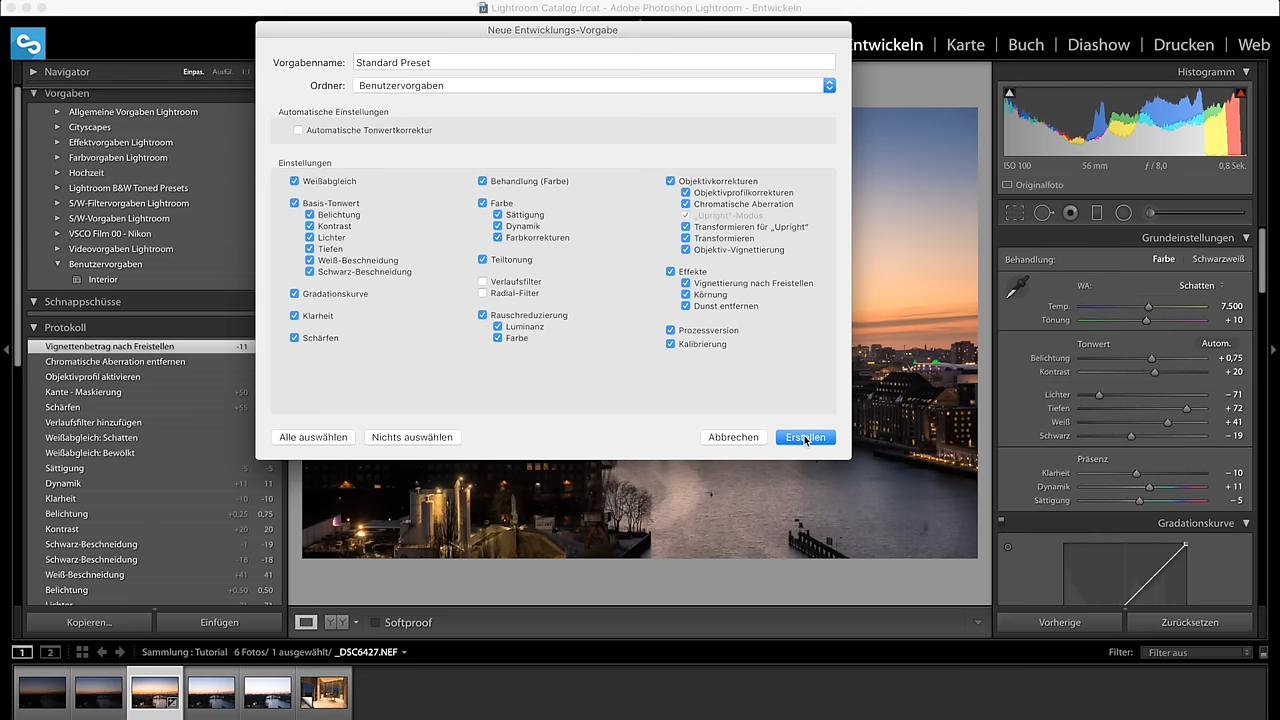 Lightroom Catalog.lrcat - Adobe Photoshop Lightroom - Entwickeln
Entwickeln | Karte | Buch | Diashow | Drucken | Web
Neue Entwicklungs-Vorgabe
Vorgabenname: Standard Preset
Ordner: Benutzervorgaben
Automatische Einstellungen
Automatische Tonwertkorrektur
Einstellungen
Weißabgleich
Basis-Tonwert
Belichtung
Kontrast
Lichter
Tiefen
Weiß-Beschneidung
Schwarz-Beschneidung
Gradationskurve
Klarheit
Schärfen
Behandlung (Farbe)
Farbe
Sättigung
Dynamik
Farbkorrekturen
Teiltonung
Verlaufsfilter
Radial-Filter
Rauschreduzierung
Luminanz
Farbe
Objektivkorrekturen
Objektivprofilkorrekturen
Chromatische Aberration
„Upright"-Modus
Transformieren für „Upright"
Transformieren
Objektiv-Vignettierung
Effekte
Vignettierung nach Freistellen
Körnung
Dunst entfernen
Prozessversion
Kalibrierung
Alle auswählen Nichts auswählen Abbrechen Erstellen
Navigator Einpas. Ausfül. 1:1
Vorgaben
Allgemeine Vorgaben Lightroom
Cityscapes
Effektvorgaben Lightroom
Farbvorgaben Lightroom
Hochzeit
Lightroom B&W Toned Presets
S/W-Filtervorgaben Lightroom
S/W-Vorgaben Lightroom
VSCO Film 00 - Nikon
Videovorgaben Lightroom
Benutzervorgaben
Interior
Schnappschüsse
Protokoll
Vignettenbetrag nach Freistellen -11
Chromatische Aberration entfernen
Objektivprofil aktivieren
Kante - Maskierung +50
Schärfen +55
Verlaufsfilter hinzufügen
Weißabgleich: Schatten
Weißabgleich: Bewölkt
Sättigung -5 -5
Dynamik +11 11
Klarheit -10 -10
Belichtung +0,25 0,75
Kontrast +20 20
Schwarz-Beschneidung -1 -19
Schwarz-Beschneidung -18 -18
Weiß-Beschneidung +41 41
Belichtung +0,50 0,50
Lichter -71 -71
Kopieren... Einfügen
Softproof
Histogramm
ISO 100 56 mm ƒ / 8,0 0,8 Sek.
Originalfoto
Grundeinstellungen
Behandlung: Farbe Schwarzweiß
WA: Schatten
Temp. 7.500
Tönung + 10
Tonwert Autom.
Belichtung + 0,75
Kontrast + 20
Lichter − 71
Tiefen + 72
Weiß + 41
Schwarz − 19
Präsenz
Klarheit − 10
Dynamik + 11
Sättigung − 5
Gradationskurve
Vorherige Zurücksetzen
1 2 Sammlung : Tutorial 6 Fotos/ 1 ausgewählt/ _DSC6427.NEF Filter: Filter aus